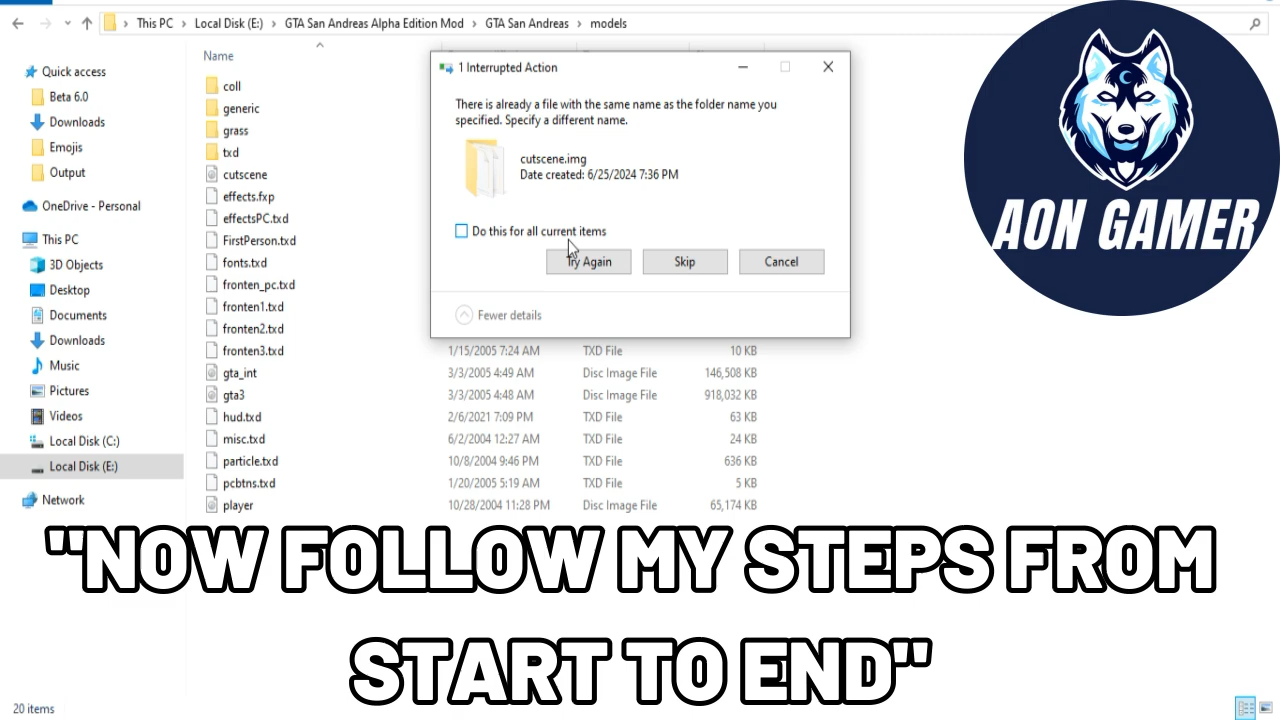 This PC > Local Disk (E:) > GTA San Andreas Alpha Edition Mod > GTA San Andreas > models
Name
Quick access
Beta 6.0
Downloads
Emojis
Output
OneDrive - Personal
This PC
3D Objects
Desktop
Documents
Downloads
Music
Pictures
Videos
Local Disk (C:)
Local Disk (E:)
Network
coll
generic
grass
txd
cutscene
effects.fxp
effectsPC.txd
FirstPerson.txd
fonts.txd
fronten_pc.txd
fronten1.txd
fronten2.txd
fronten3.txd 1/15/2005 7:24 AM TXD File 10 KB
gta_int 3/3/2005 4:49 AM Disc Image File 146,508 KB
gta3 3/3/2005 4:48 AM Disc Image File 918,032 KB
hud.txd 2/6/2021 7:09 PM TXD File 63 KB
misc.txd 6/2/2004 12:27 AM TXD File 24 KB
particle.txd 10/8/2004 9:46 PM TXD File 636 KB
pcbtns.txd 1/20/2005 5:19 AM TXD File 5 KB
player 10/28/2004 11:28 PM Disc Image File 65,174 KB
1 Interrupted Action
There is already a file with the same name as the folder name you
specified. Specify a different name.
cutscene.img
Date created: 6/25/2024 7:36 PM
Do this for all current items
Try Again Skip Cancel
Fewer details
AON GAMER
"NOW FOLLOW MY STEPS FROM
START TO END"
20 items